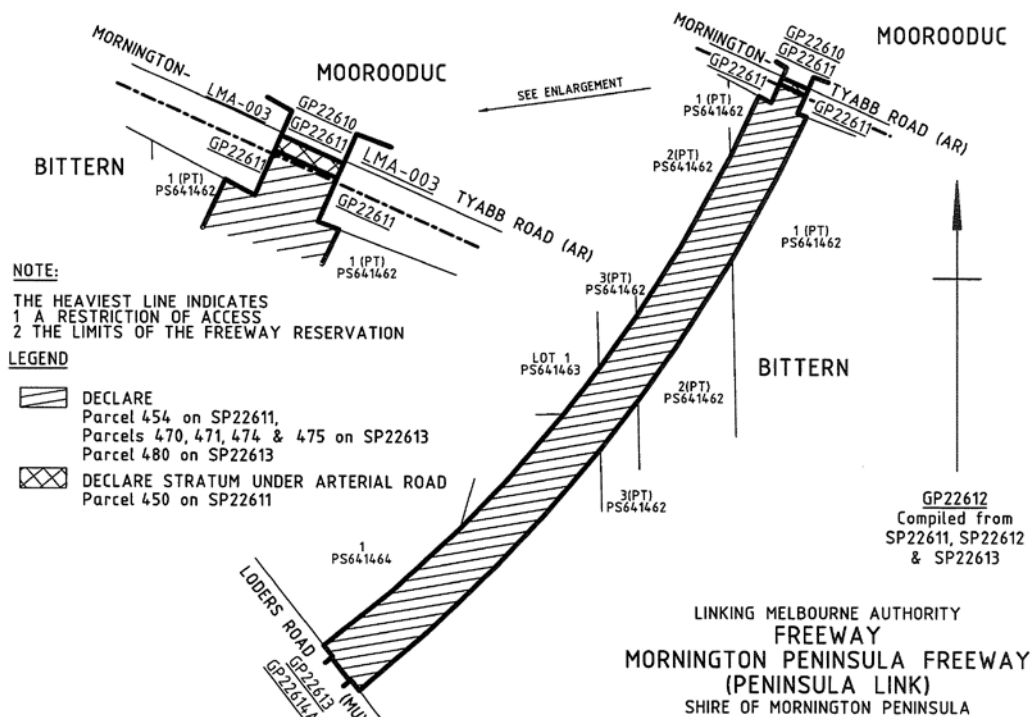 MOORODUC
MORNINGTON-
LMA-003
GP22610
GP22611
GP22611
LMA-003 TYABB ROAD (AR)
GP22611
BITTERN
1 (PT)
PS641462
1 (PT)
PS641462
SEE ENLARGEMENT
MOOROODUC
MORNINGTON-
GP22610
GP22611
GP22611
TYABB ROAD (AR)
GP22611
1 (PT)
PS641462
2(PT)
PS641462
1 (PT)
PS641462
3(PT)
PS641462
LOT 1
PS641463
BITTERN
2(PT)
PS641462
3(PT)
PS641462
1
PS641464
LODERS ROAD
GP22613
GP22614A
(MU
NOTE:
THE HEAVIEST LINE INDICATES
1 A RESTRICTION OF ACCESS
2 THE LIMITS OF THE FREEWAY RESERVATION
LEGEND
DECLARE
Parcel 454 on SP22611,
Parcels 470, 471, 474 & 475 on SP22613
Parcel 480 on SP22613
DECLARE STRATUM UNDER ARTERIAL ROAD
Parcel 450 on SP22611
GP22612
Compiled from
SP22611, SP22612
& SP22613
LINKING MELBOURNE AUTHORITY
FREEWAY
MORNINGTON PENINSULA FREEWAY
(PENINSULA LINK)
SHIRE OF MORNINGTON PENINSULA